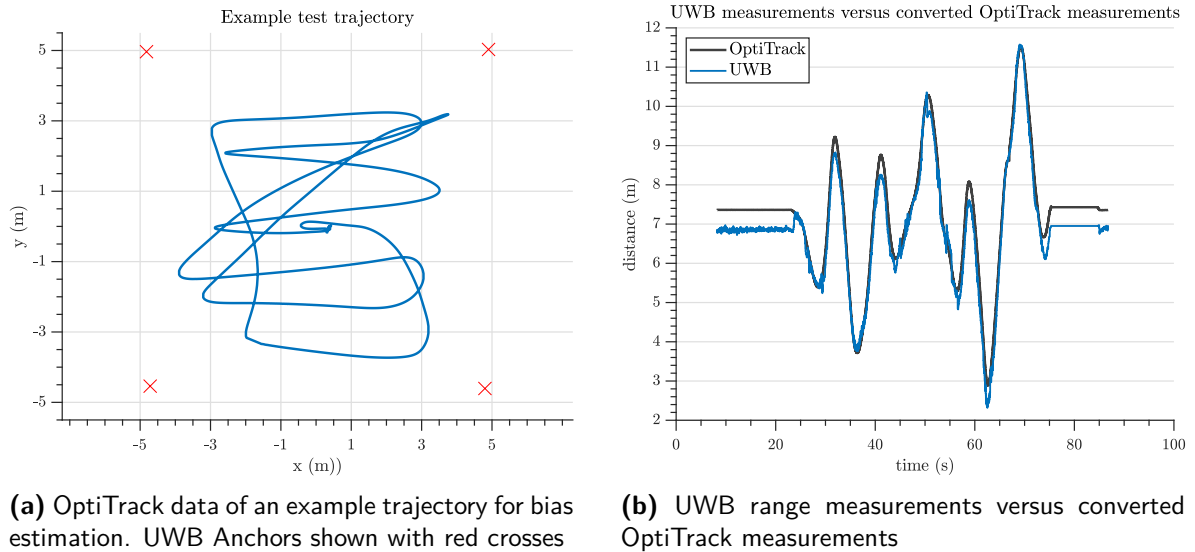 Example test trajectory
5
3
1
-1
-3
-5
y (m)
-5
-3
-1
1
3
5
x (m))
UWB measurements versus converted OptiTrack measurements
12
11
10
9
8
7
6
5
4
3
2
distance (m)
OptiTrack
UWB
0
20
40
60
80
100
time (s)
(a) OptiTrack data of an example trajectory for bias
estimation. UWB Anchors shown with red crosses
(b) UWB range measurements versus converted
OptiTrack measurements